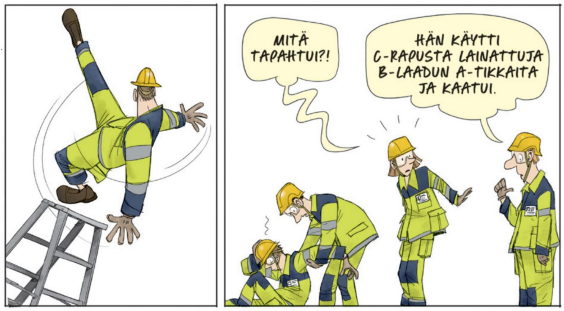 MITÄ
TAPAHTUI?!
HÄN KÄYTTI
C-RAPUSTA LAINATTUJA
B-LAADUN A-TIKKAITA
JA KAATUI.